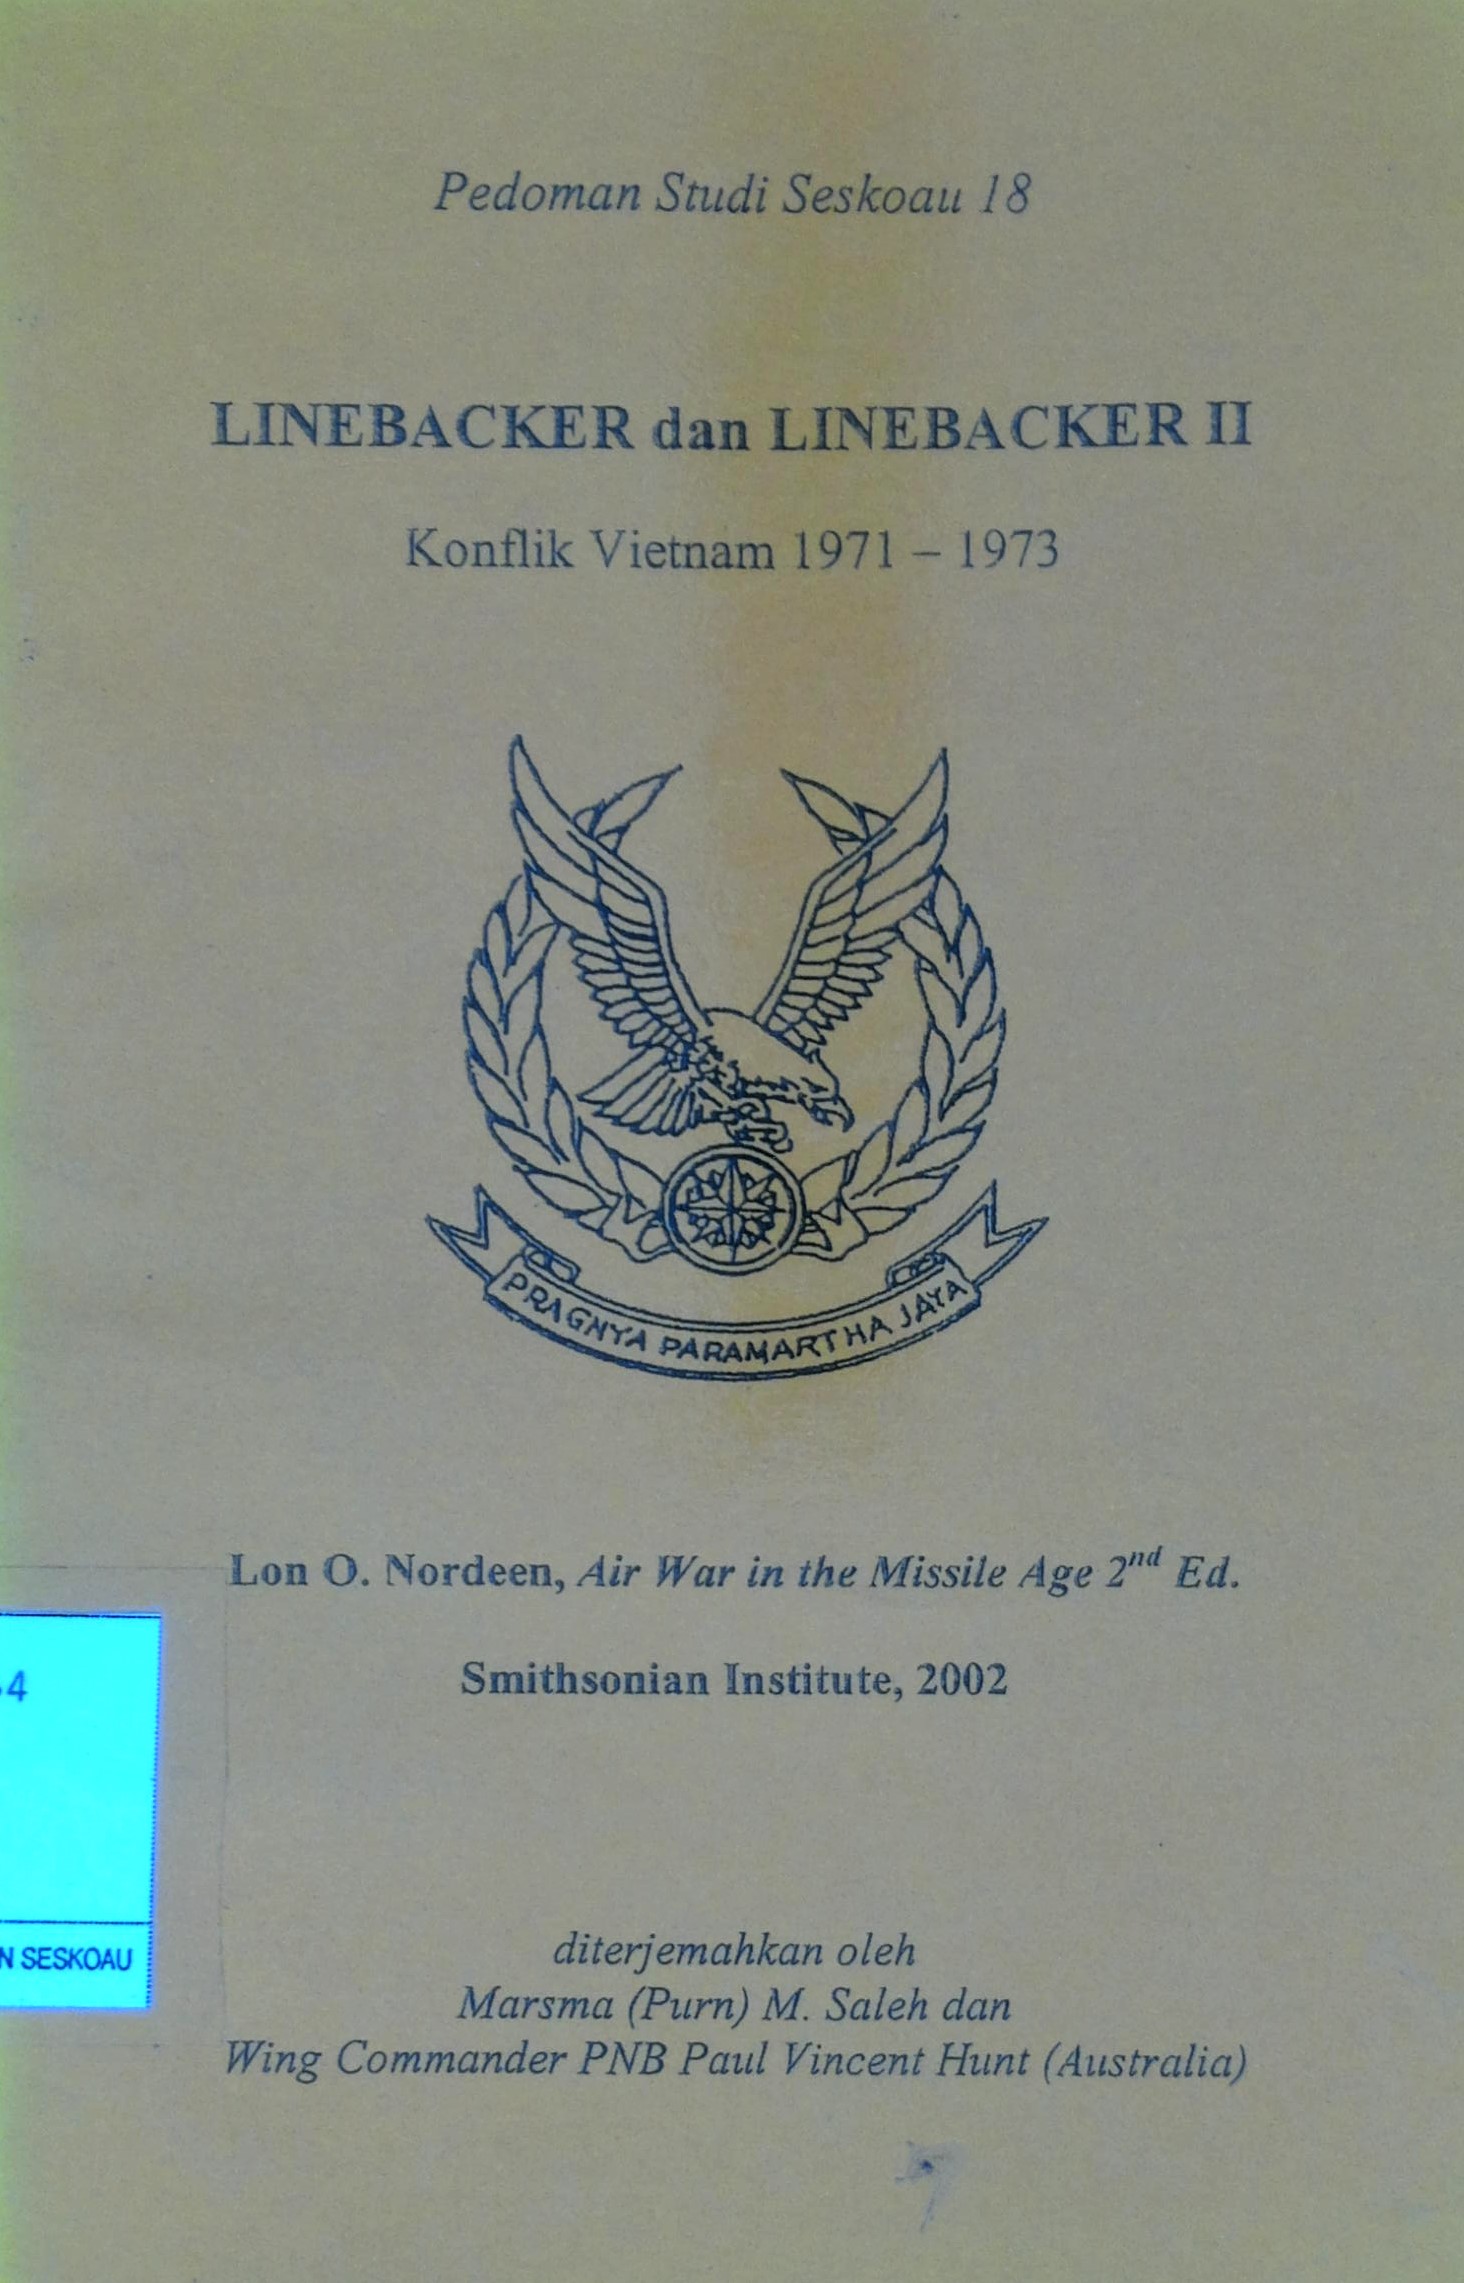 Pedoman Studi Seskoau 18
LINEBACKER dan LINEBACKER II
Konflik Vietnam 1971 – 1973
PRAGNYA PARAMARTHA JAYA
Lon O. Nordeen, Air War in the Missile Age 2nd Ed.
Smithsonian Institute, 2002
4
N SESKOAU
diterjemahkan oleh
Marsma (Purn) M. Saleh dan
Wing Commander PNB Paul Vincent Hunt (Australia)